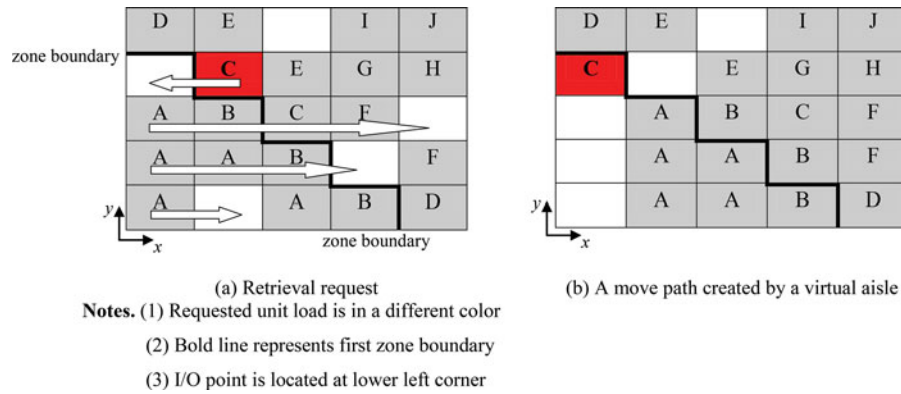 D E I J D E I J
zone boundary
C E G H C E G H
A B C F A B C F
A A B F A A B F
A A B D A A B D
y x y x
zone boundary
(a) Retrieval request (b) A move path created by a virtual aisle
Notes. (1) Requested unit load is in a different color
(2) Bold line represents first zone boundary
(3) I/O point is located at lower left corner